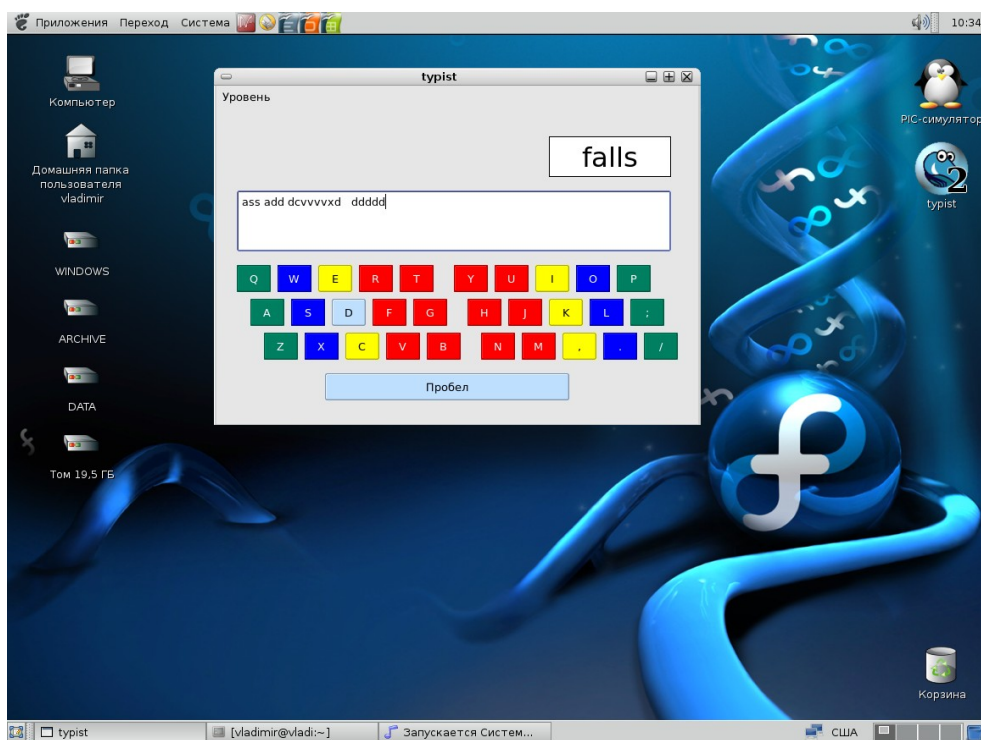 Приложения Переход Система
10:34
Компьютер
Домашняя папка
пользователя
vladimir
WINDOWS
ARCHIVE
DATA
Том 19,5 ГБ
typist
Уровень
falls
ass add dcvvvvxd   ddddd
Q W E R T Y U I O P
A S D F G H J K L ;
Z X C V B N M , . /
Пробел
PIC-симулятор
2
typist
Корзина
typist
[vladimir@vladi:~]
Запускается Систем...
США